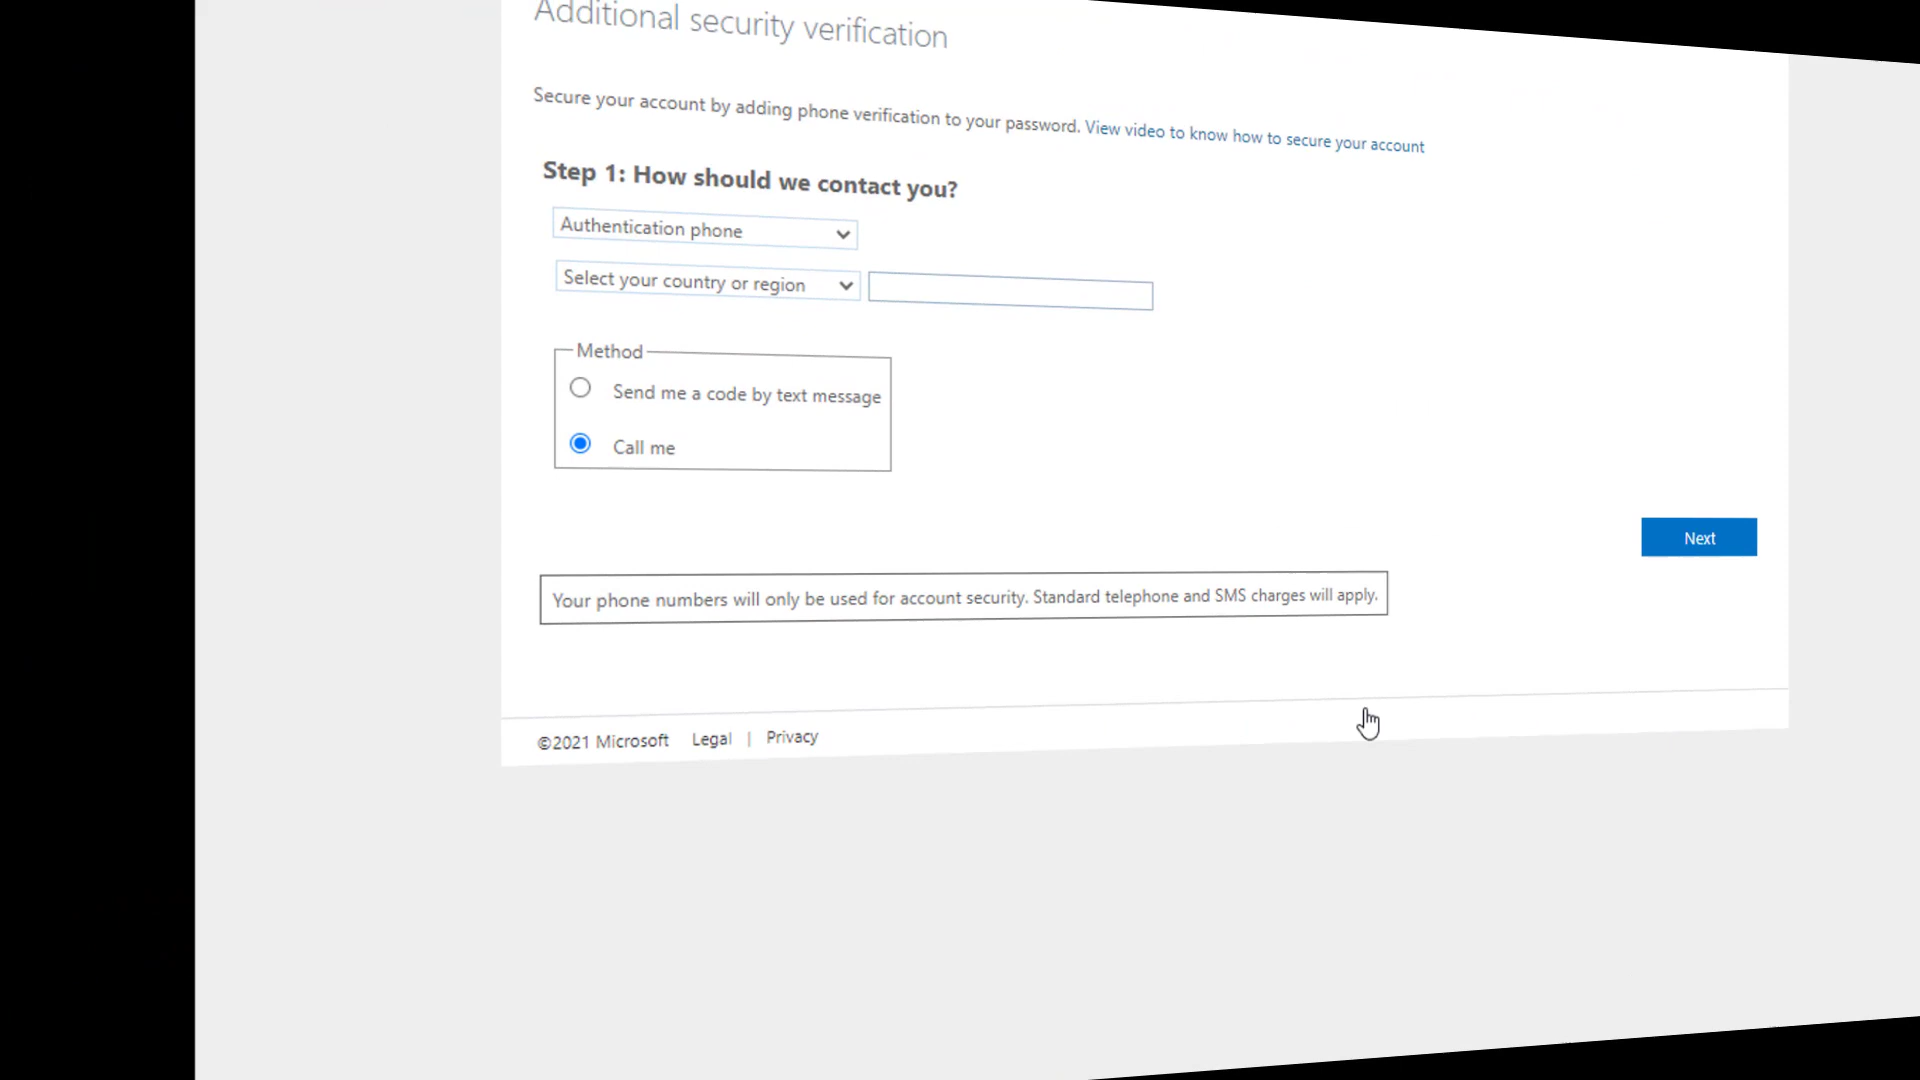 Additional security verification
Secure your account by adding phone verification to your password. View video to know how to secure your account
Step 1: How should we contact you?
Authentication phone
Select your country or region
Method
Send me a code by text message
Call me
Next
Your phone numbers will only be used for account security. Standard telephone and SMS charges will apply.
©2021 Microsoft Legal | Privacy